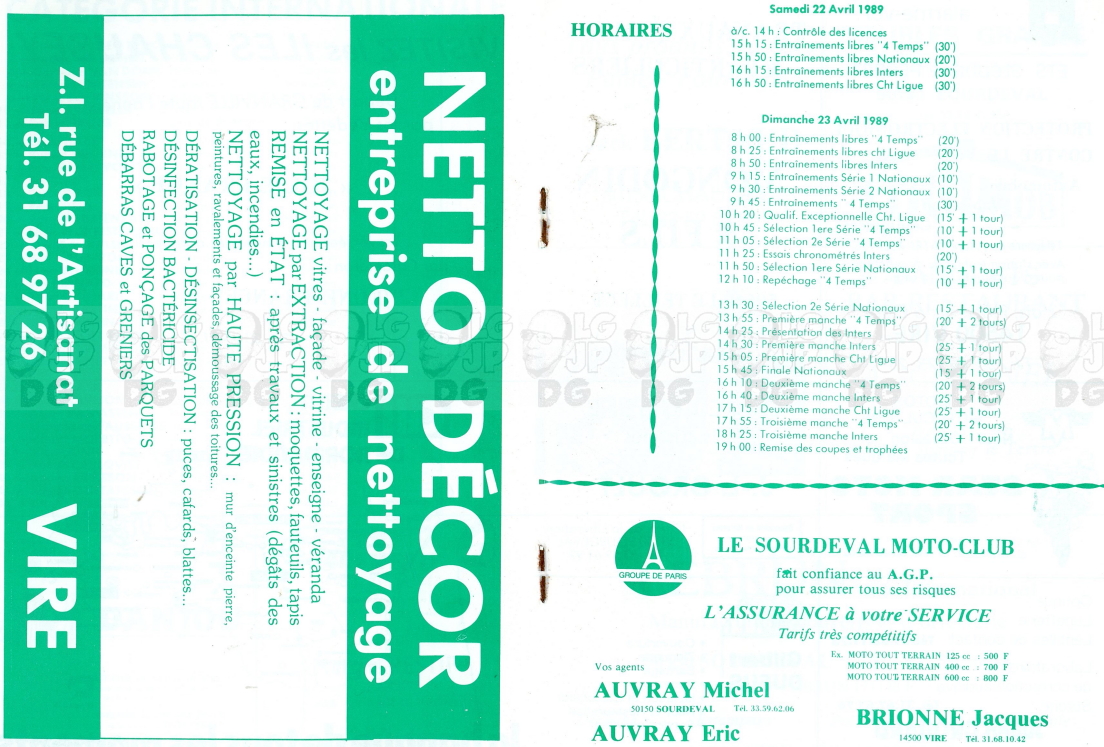 NETTO DÉCOR
entreprise de nettoyage
NETTOYAGE vitres - façade - vitrine - enseigne - véranda
NETTOYAGE par EXTRACTION : moquettes, fauteuils, tapis
REMISE en ÉTAT : après travaux et sinistres (dégâts des
eaux, incendies...)
NETTOYAGE par HAUTE PRESSION : mur d'enceinte pierre,
peintures, ravalements et façades, démoussage des toitures...
DÉRATISATION - DÉSINSECTISATION : puces, cafards, blattes...
DÉSINFECTION BACTÉRICIDE
RABOTAGE et PONÇAGE des PARQUETS
DÉBARRAS CAVES et GRENIERS
Z.I. rue de l'Artisanat
Tél. 31 68 97 26
VIRE
HORAIRES
Samedi 22 Avril 1989
à/c. 14 h : Contrôle des licences
15 h 15 : Entraînements libres "4 Temps" (30')
15 h 50 : Entraînements libres Nationaux (20')
16 h 15 : Entraînements libres Inters (30')
16 h 50 : Entraînements libres Cht Ligue (30')
Dimanche 23 Avril 1989
8 h 00 : Entraînements libres "4 Temps" (20')
8 h 25 : Entraînements libres cht Ligue (20')
8 h 50 : Entraînements libres Inters (20')
9 h 15 : Entraînements Série 1 Nationaux (10')
9 h 30 : Entraînements Série 2 Nationaux (10')
9 h 45 : Entraînements " 4 Temps" (30')
10 h 20 : Qualif. Exceptionnelle Cht. Ligue (15' + 1 tour)
10 h 45 : Sélection 1ere Série "4 Temps" (10' + 1 tour)
11 h 05 : Sélection 2e Série "4 Temps" (10' + 1 tour)
11 h 25 : Essais chronométrés Inters (20')
11 h 50 : Sélection 1ere Série Nationaux (15' + 1 tour)
12 h 10 : Repêchage "4 Temps" (10' + 1 tour)
13 h 30 : Sélection 2e Série Nationaux (15' + 1 tour)
13 h 55 : Première manche "4 Temps" (20' + 2 tours)
14 h 25 : Présentation des Inters
14 h 30 : Première manche Inters (25' + 1 tour)
15 h 05 : Première manche Cht Ligue (25' + 1 tour)
15 h 45 : Finale Nationaux (15' + 1 tour)
16 h 10 : Deuxième manche "4 Temps" (20' + 2 tours)
16 h 40 : Deuxième manche Inters (25' + 1 tour)
17 h 15 : Deuxième manche Cht Ligue (25' + 1 tour)
17 h 55 : Troisième manche "4 Temps" (20' + 2 tours)
18 h 25 : Troisième manche Inters (25' + 1 tour)
19 h 00 : Remise des coupes et trophées
GROUPE DE PARIS
LE SOURDEVAL MOTO-CLUB
fait confiance au A.G.P.
pour assurer tous ses risques
L'ASSURANCE à votre SERVICE
Tarifs très compétitifs
Ex. MOTO TOUT TERRAIN 125 cc : 500 F
MOTO TOUT TERRAIN 400 cc : 700 F
MOTO TOUT TERRAIN 600 cc : 800 F
Vos agents
AUVRAY Michel
50150 SOURDEVAL Tél. 33.59.62.06
AUVRAY Eric
BRIONNE Jacques
14500 VIRE Tél. 31.68.10.42
LG JP DG